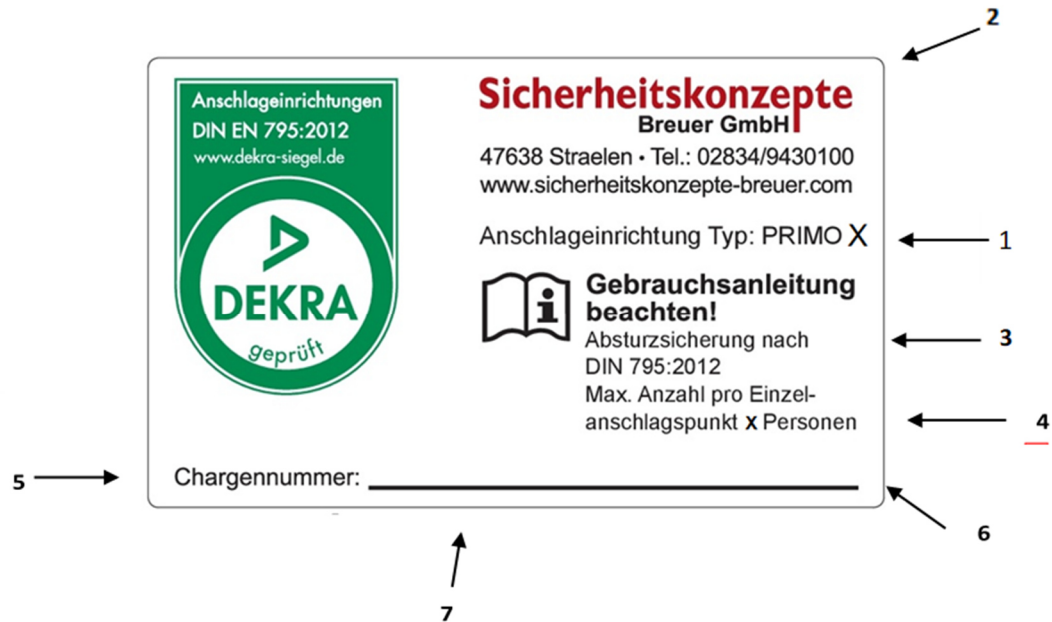 2
Anschlageinrichtungen
DIN EN 795:2012
www.dekra-siegel.de
DEKRA
geprüft
Sicherheitskonzepte
Breuer GmbH
47638 Straelen • Tel.: 02834/9430100
www.sicherheitskonzepte-breuer.com
Anschlageinrichtung Typ: PRIMO X
1
Gebrauchsanleitung
beachten!
Absturzsicherung nach
3
DIN 795:2012
Max. Anzahl pro Einzel-
anschlagspunkt x Personen
4
5
Chargennummer:
6
7